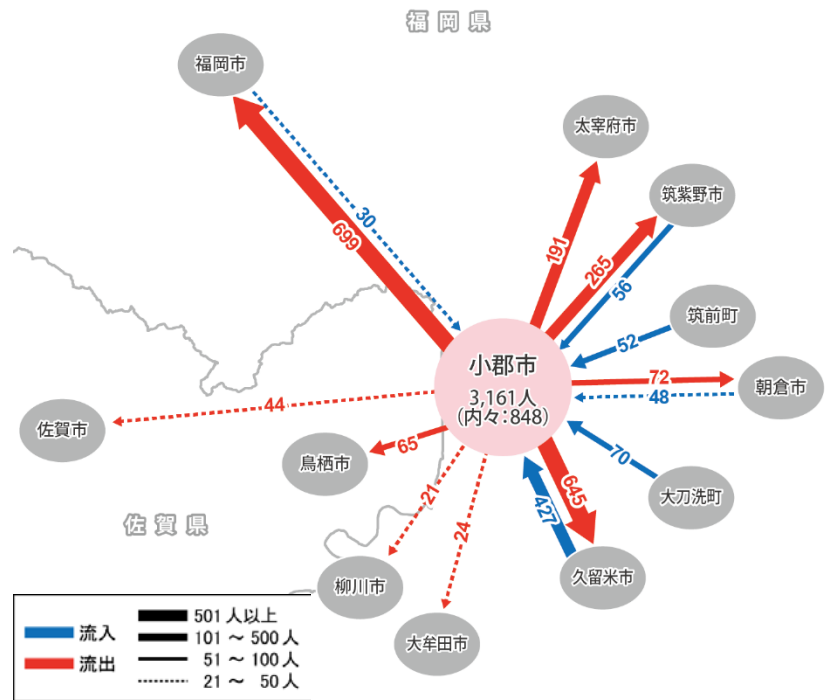 福岡県
福岡市
太宰府市
筑紫野市
30
699
191
265
56
筑前町
52
小郡市
3,161人
(内々:848)
72
48
朝倉市
44
佐賀市
65
鳥栖市
70
大刀洗町
21
24
645
427
佐賀県
柳川市
大牟田市
久留米市
流入
流出
501人以上
101 ~ 500人
51 ~ 100人
21 ~ 50人